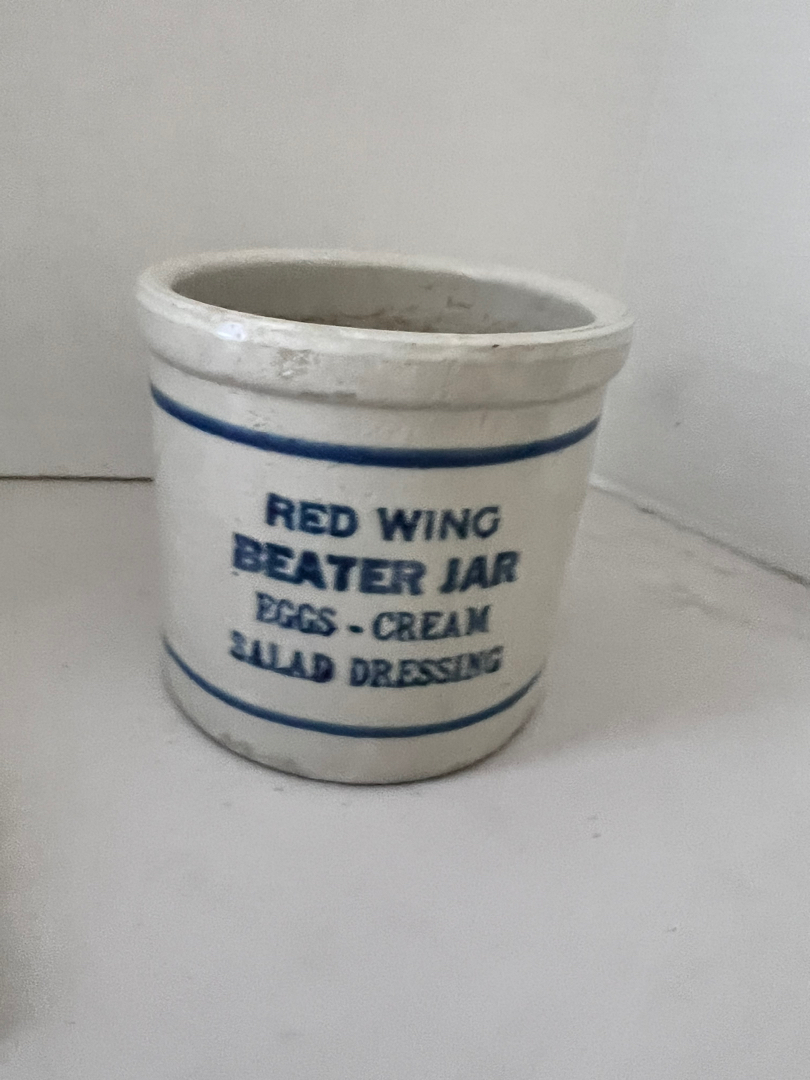 RED WING
BEATER JAR
EGGS - CREAM
SALAD DRESSING